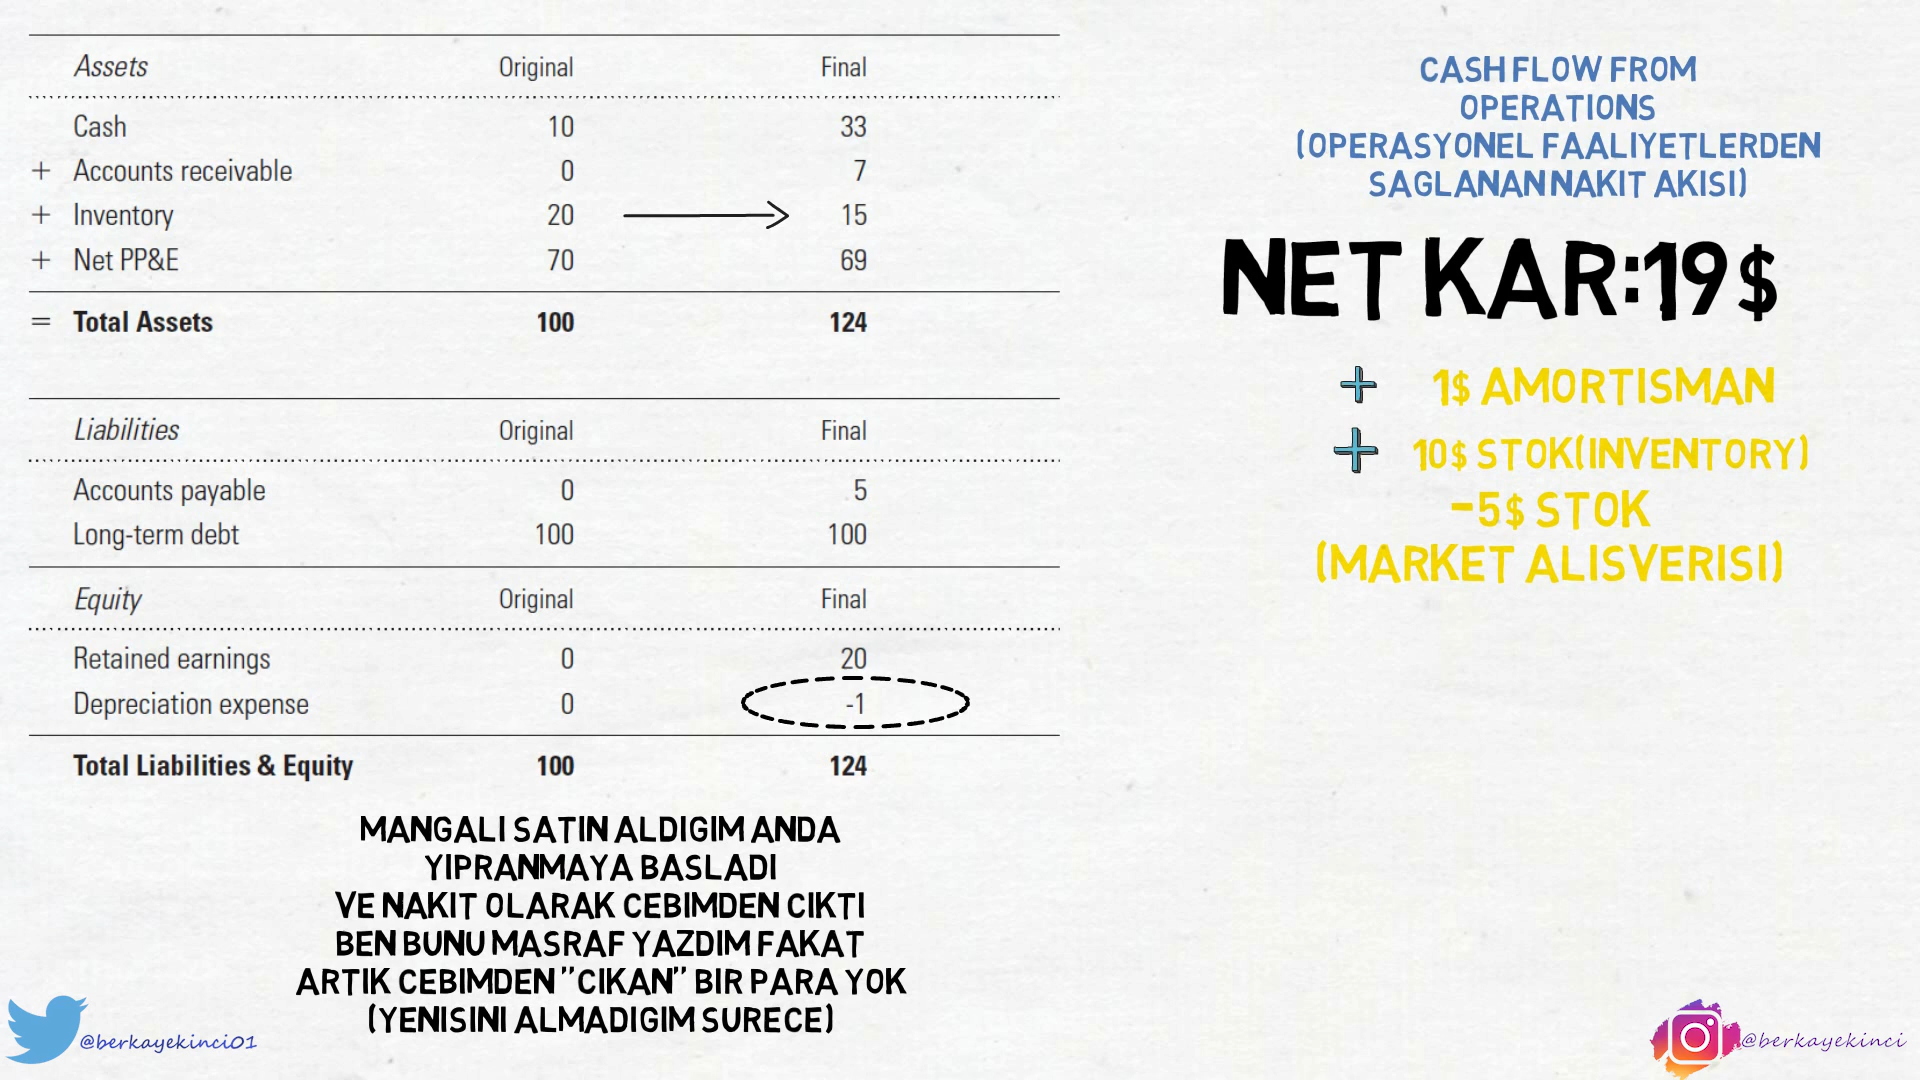 Assets Original Final
Cash 10 33
+ Accounts receivable 0 7
+ Inventory 20 15
+ Net PP&E 70 69
= Total Assets 100 124
Liabilities Original Final
Accounts payable 0 5
Long-term debt 100 100
Equity Original Final
Retained earnings 0 20
Depreciation expense 0 -1
Total Liabilities & Equity 100 124
MANGALI SATIN ALDIGIM ANDA
YIPRANMAYA BASLADI
VE NAKIT OLARAK CEBIMDEN CIKTI
BEN BUNU MASRAF YAZDIM FAKAT
ARTIK CEBIMDEN "CIKAN" BIR PARA YOK
(YENISINI ALMADIGIM SURECE)
CASH FLOW FROM
OPERATIONS
(OPERASYONEL FAALIYETLERDEN
SAGLANAN NAKIT AKISI)
NET KAR:19$
+ 1$ AMORTISMAN
+ 10$ STOK(INVENTORY)
-5$ STOK
(MARKET ALISVERISI)
@berkayekinci01
@berkayekinci